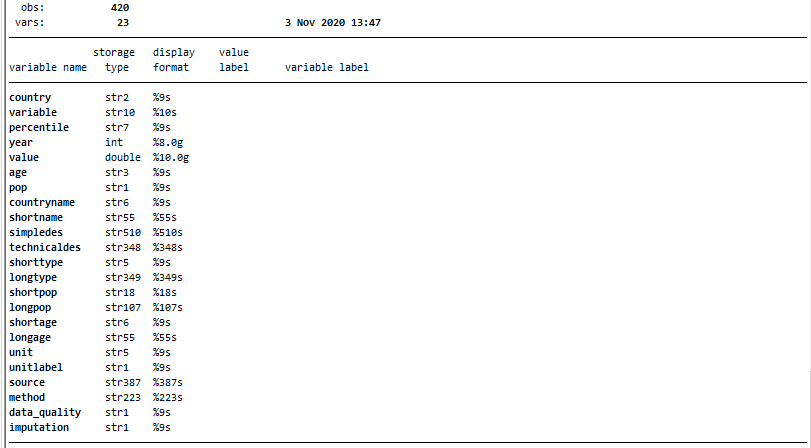 obs: 420
vars: 23 3 Nov 2020 13:47
storage display value
variable name type format label variable label
country str2 %9s
variable str10 %10s
percentile str7 %9s
year int %8.0g
value double %10.0g
age str3 %9s
pop str1 %9s
countryname str6 %9s
shortname str55 %55s
simpledes str510 %510s
technicaldes str348 %348s
shorttype str5 %9s
longtype str349 %349s
shortpop str18 %18s
longpop str107 %107s
shortage str6 %9s
longage str55 %55s
unit str5 %9s
unitlabel str1 %9s
source str387 %387s
method str223 %223s
data_quality str1 %9s
imputation str1 %9s